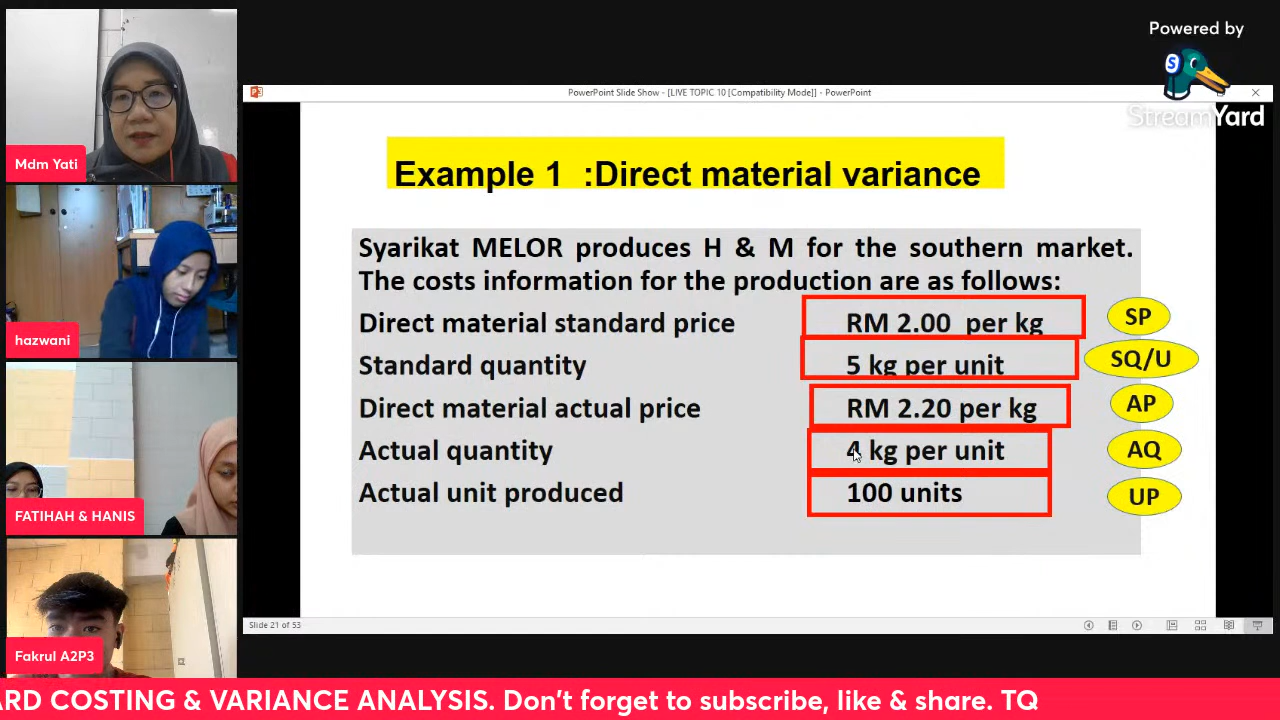 Powered by
StreamYard
PowerPoint Slide Show - [LIVE TOPIC 10 [Compatibility Mode]] - PowerPoint
Mdm Yati
hazwani
FATIHAH & HANIS
Fakrul A2P3
Example 1 :Direct material variance
Syarikat MELOR produces H & M for the southern market.
The costs information for the production are as follows:
Direct material standard price RM 2.00 per kg SP
Standard quantity 5 kg per unit SQ/U
Direct material actual price RM 2.20 per kg AP
Actual quantity 4 kg per unit AQ
Actual unit produced 100 units UP
Slide 21 of 53
ARD COSTING & VARIANCE ANALYSIS. Don't forget to subscribe, like & share. TQ